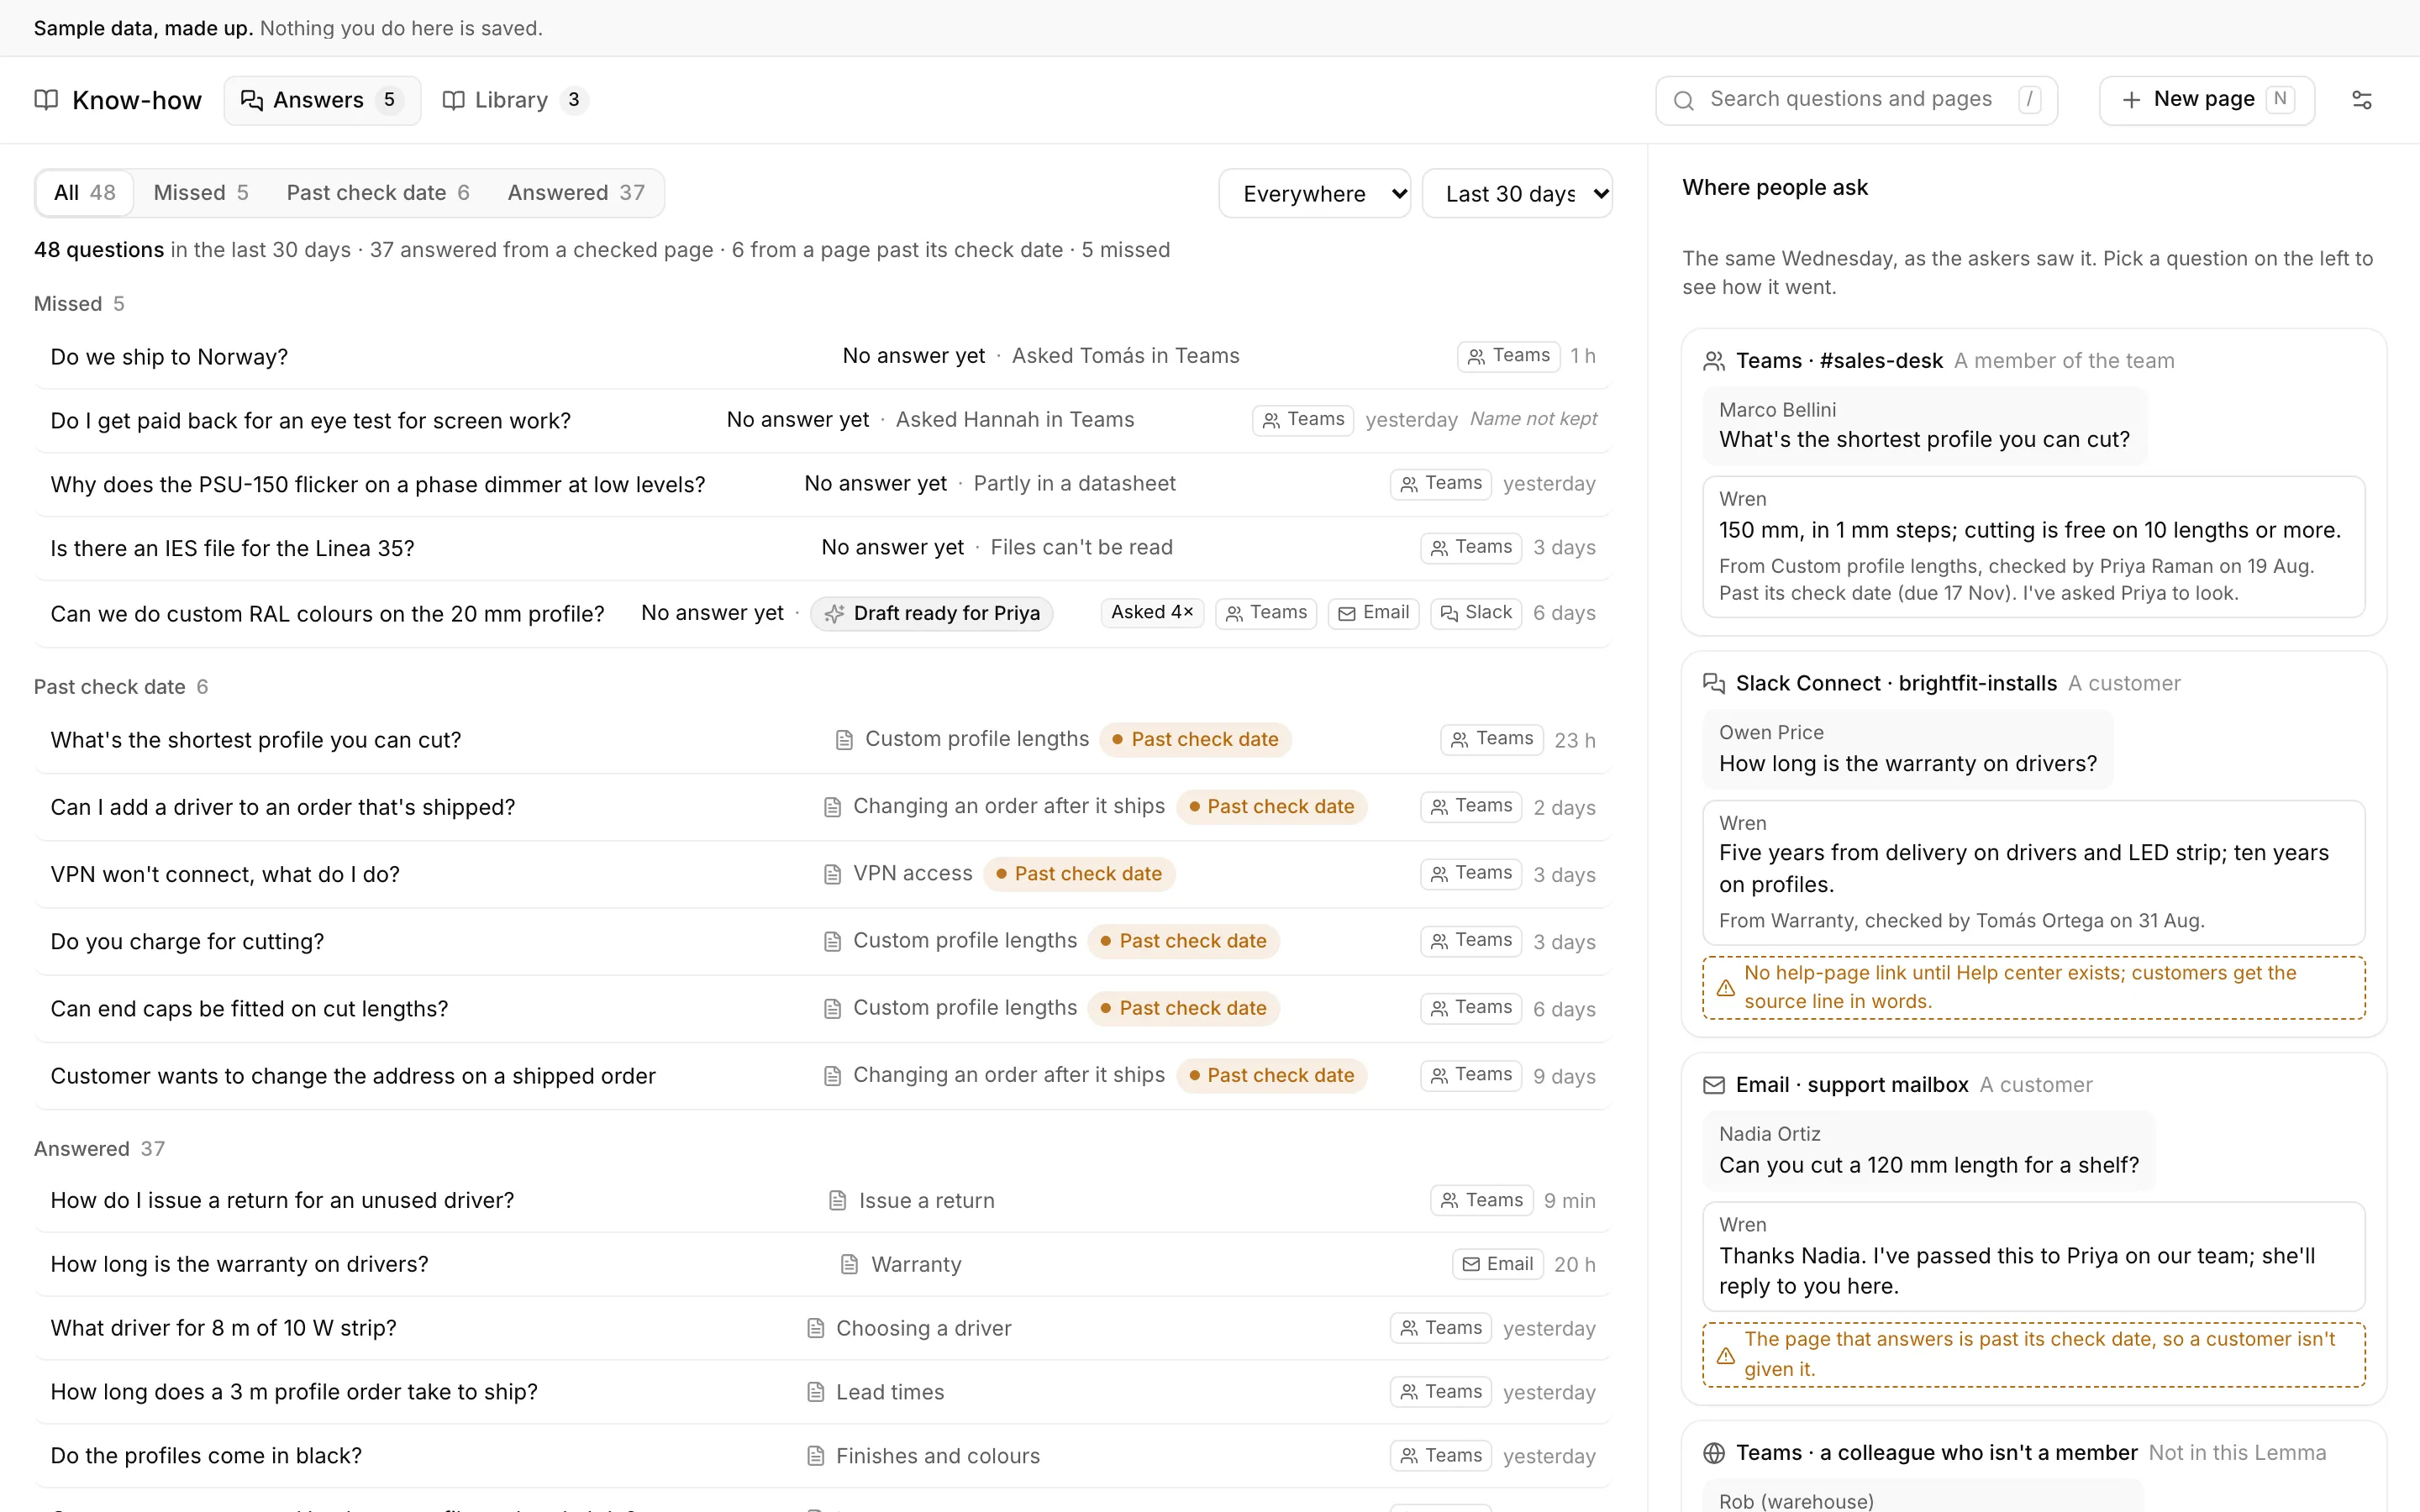 Sample data, made up. Nothing you do here is saved.
Know-how
Answers 5
Library 3
Search questions and pages /
New page N
All 48
Missed 5
Past check date 6
Answered 37
Everywhere
Last 30 days
48 questions in the last 30 days · 37 answered from a checked page · 6 from a page past its check date · 5 missed
Missed 5
Do we ship to Norway? No answer yet · Asked Tomás in Teams Teams 1 h
Do I get paid back for an eye test for screen work? No answer yet · Asked Hannah in Teams Teams yesterday Name not kept
Why does the PSU-150 flicker on a phase dimmer at low levels? No answer yet · Partly in a datasheet Teams yesterday
Is there an IES file for the Linea 35? No answer yet · Files can't be read Teams 3 days
Can we do custom RAL colours on the 20 mm profile? No answer yet · Draft ready for Priya Asked 4× Teams Email Slack 6 days
Past check date 6
What's the shortest profile you can cut? Custom profile lengths Past check date Teams 23 h
Can I add a driver to an order that's shipped? Changing an order after it ships Past check date Teams 2 days
VPN won't connect, what do I do? VPN access Past check date Teams 3 days
Do you charge for cutting? Custom profile lengths Past check date Teams 3 days
Can end caps be fitted on cut lengths? Custom profile lengths Past check date Teams 6 days
Customer wants to change the address on a shipped order Changing an order after it ships Past check date Teams 9 days
Answered 37
How do I issue a return for an unused driver? Issue a return Teams 9 min
How long is the warranty on drivers? Warranty Email 20 h
What driver for 8 m of 10 W strip? Choosing a driver Teams yesterday
How long does a 3 m profile order take to ship? Lead times Teams yesterday
Do the profiles come in black? Finishes and colours Teams yesterday
Where people ask
The same Wednesday, as the askers saw it. Pick a question on the left to
see how it went.
Teams · #sales-desk A member of the team
Marco Bellini
What's the shortest profile you can cut?
Wren
150 mm, in 1 mm steps; cutting is free on 10 lengths or more.
From Custom profile lengths, checked by Priya Raman on 19 Aug.
Past its check date (due 17 Nov). I've asked Priya to look.
Slack Connect · brightfit-installs A customer
Owen Price
How long is the warranty on drivers?
Wren
Five years from delivery on drivers and LED strip; ten years
on profiles.
From Warranty, checked by Tomás Ortega on 31 Aug.
No help-page link until Help center exists; customers get the
source line in words.
Email · support mailbox A customer
Nadia Ortiz
Can you cut a 120 mm length for a shelf?
Wren
Thanks Nadia. I've passed this to Priya on our team; she'll
reply to you here.
The page that answers is past its check date, so a customer isn't
given it.
Teams · a colleague who isn't a member Not in this Lemma
Rob (warehouse)